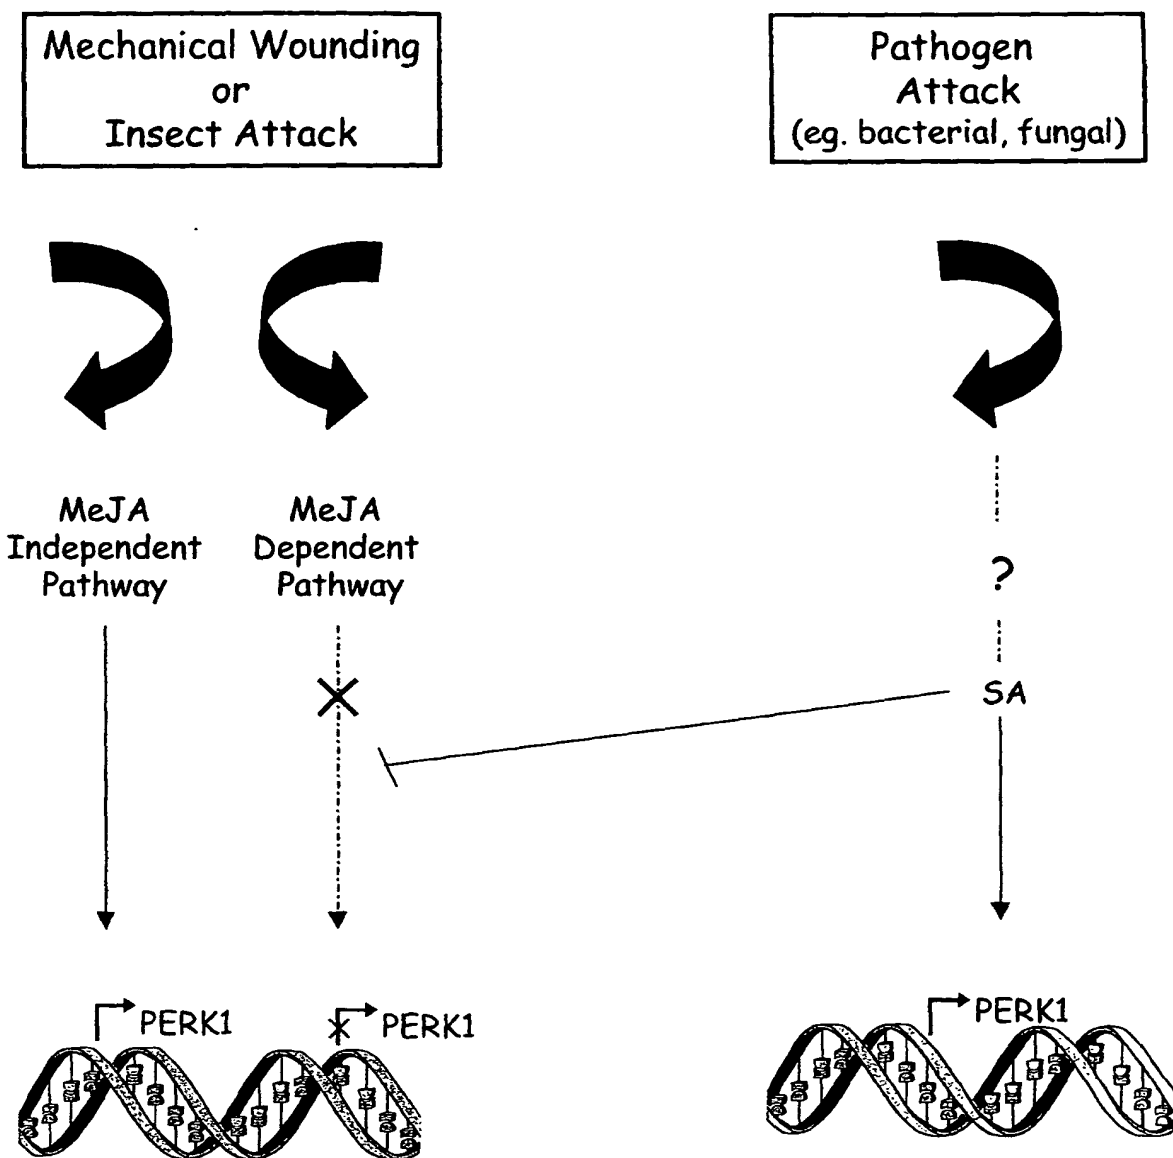 Mechanical Wounding
or
Insect Attack
Pathogen
Attack
(eg. bacterial, fungal)
MeJA
Independent
Pathway
MeJA
Dependent
Pathway
?
SA
PERK1
PERK1
PERK1